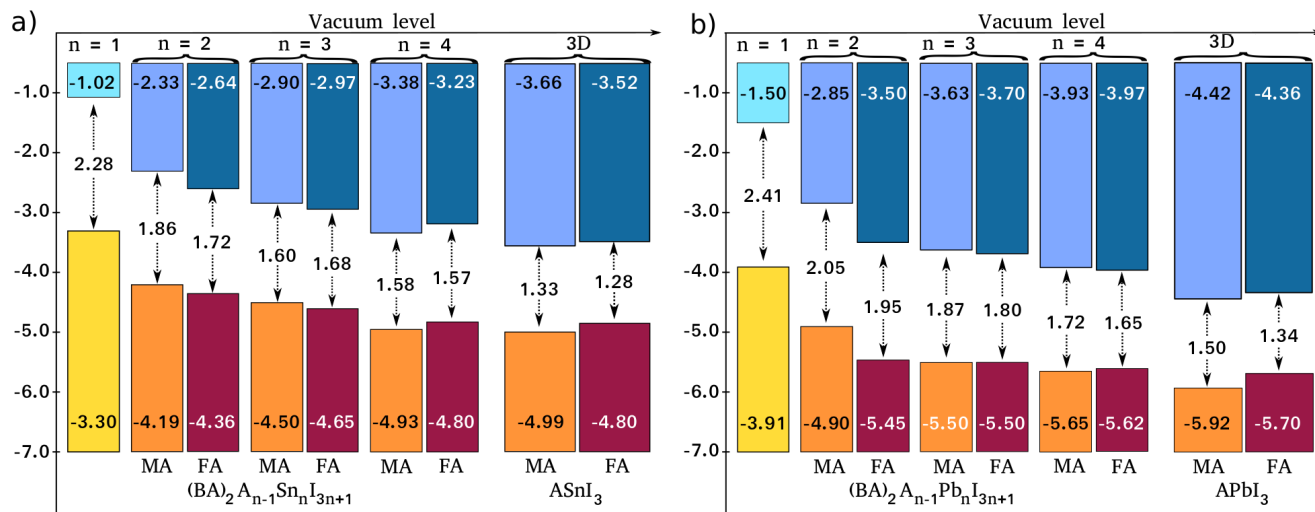 a)
Vacuum level
n = 1 n = 2 n = 3 n = 4 3D
-1.02 -2.33 -2.64 -2.90 -2.97 -3.38 -3.23 -3.66 -3.52
-1.0
-2.0
-3.0
-4.0
-5.0
-6.0
-7.0
2.28 1.86 1.72 1.60 1.68 1.58 1.57 1.33 1.28
-3.30 -4.19 -4.36 -4.50 -4.65 -4.93 -4.80 -4.99 -4.80
MA FA MA FA MA FA MA FA
(BA)₂Aₙ₋₁SnₙI₃ₙ₊₁ ASnI₃
b)
Vacuum level
n = 1 n = 2 n = 3 n = 4 3D
-1.50 -2.85 -3.50 -3.63 -3.70 -3.93 -3.97 -4.42 -4.36
-1.0
-2.0
-3.0
-4.0
-5.0
-6.0
-7.0
2.41 2.05 1.95 1.87 1.80 1.72 1.65 1.50 1.34
-3.91 -4.90 -5.45 -5.50 -5.50 -5.65 -5.62 -5.92 -5.70
MA FA MA FA MA FA MA FA
(BA)₂Aₙ₋₁PbₙI₃ₙ₊₁ APbI₃